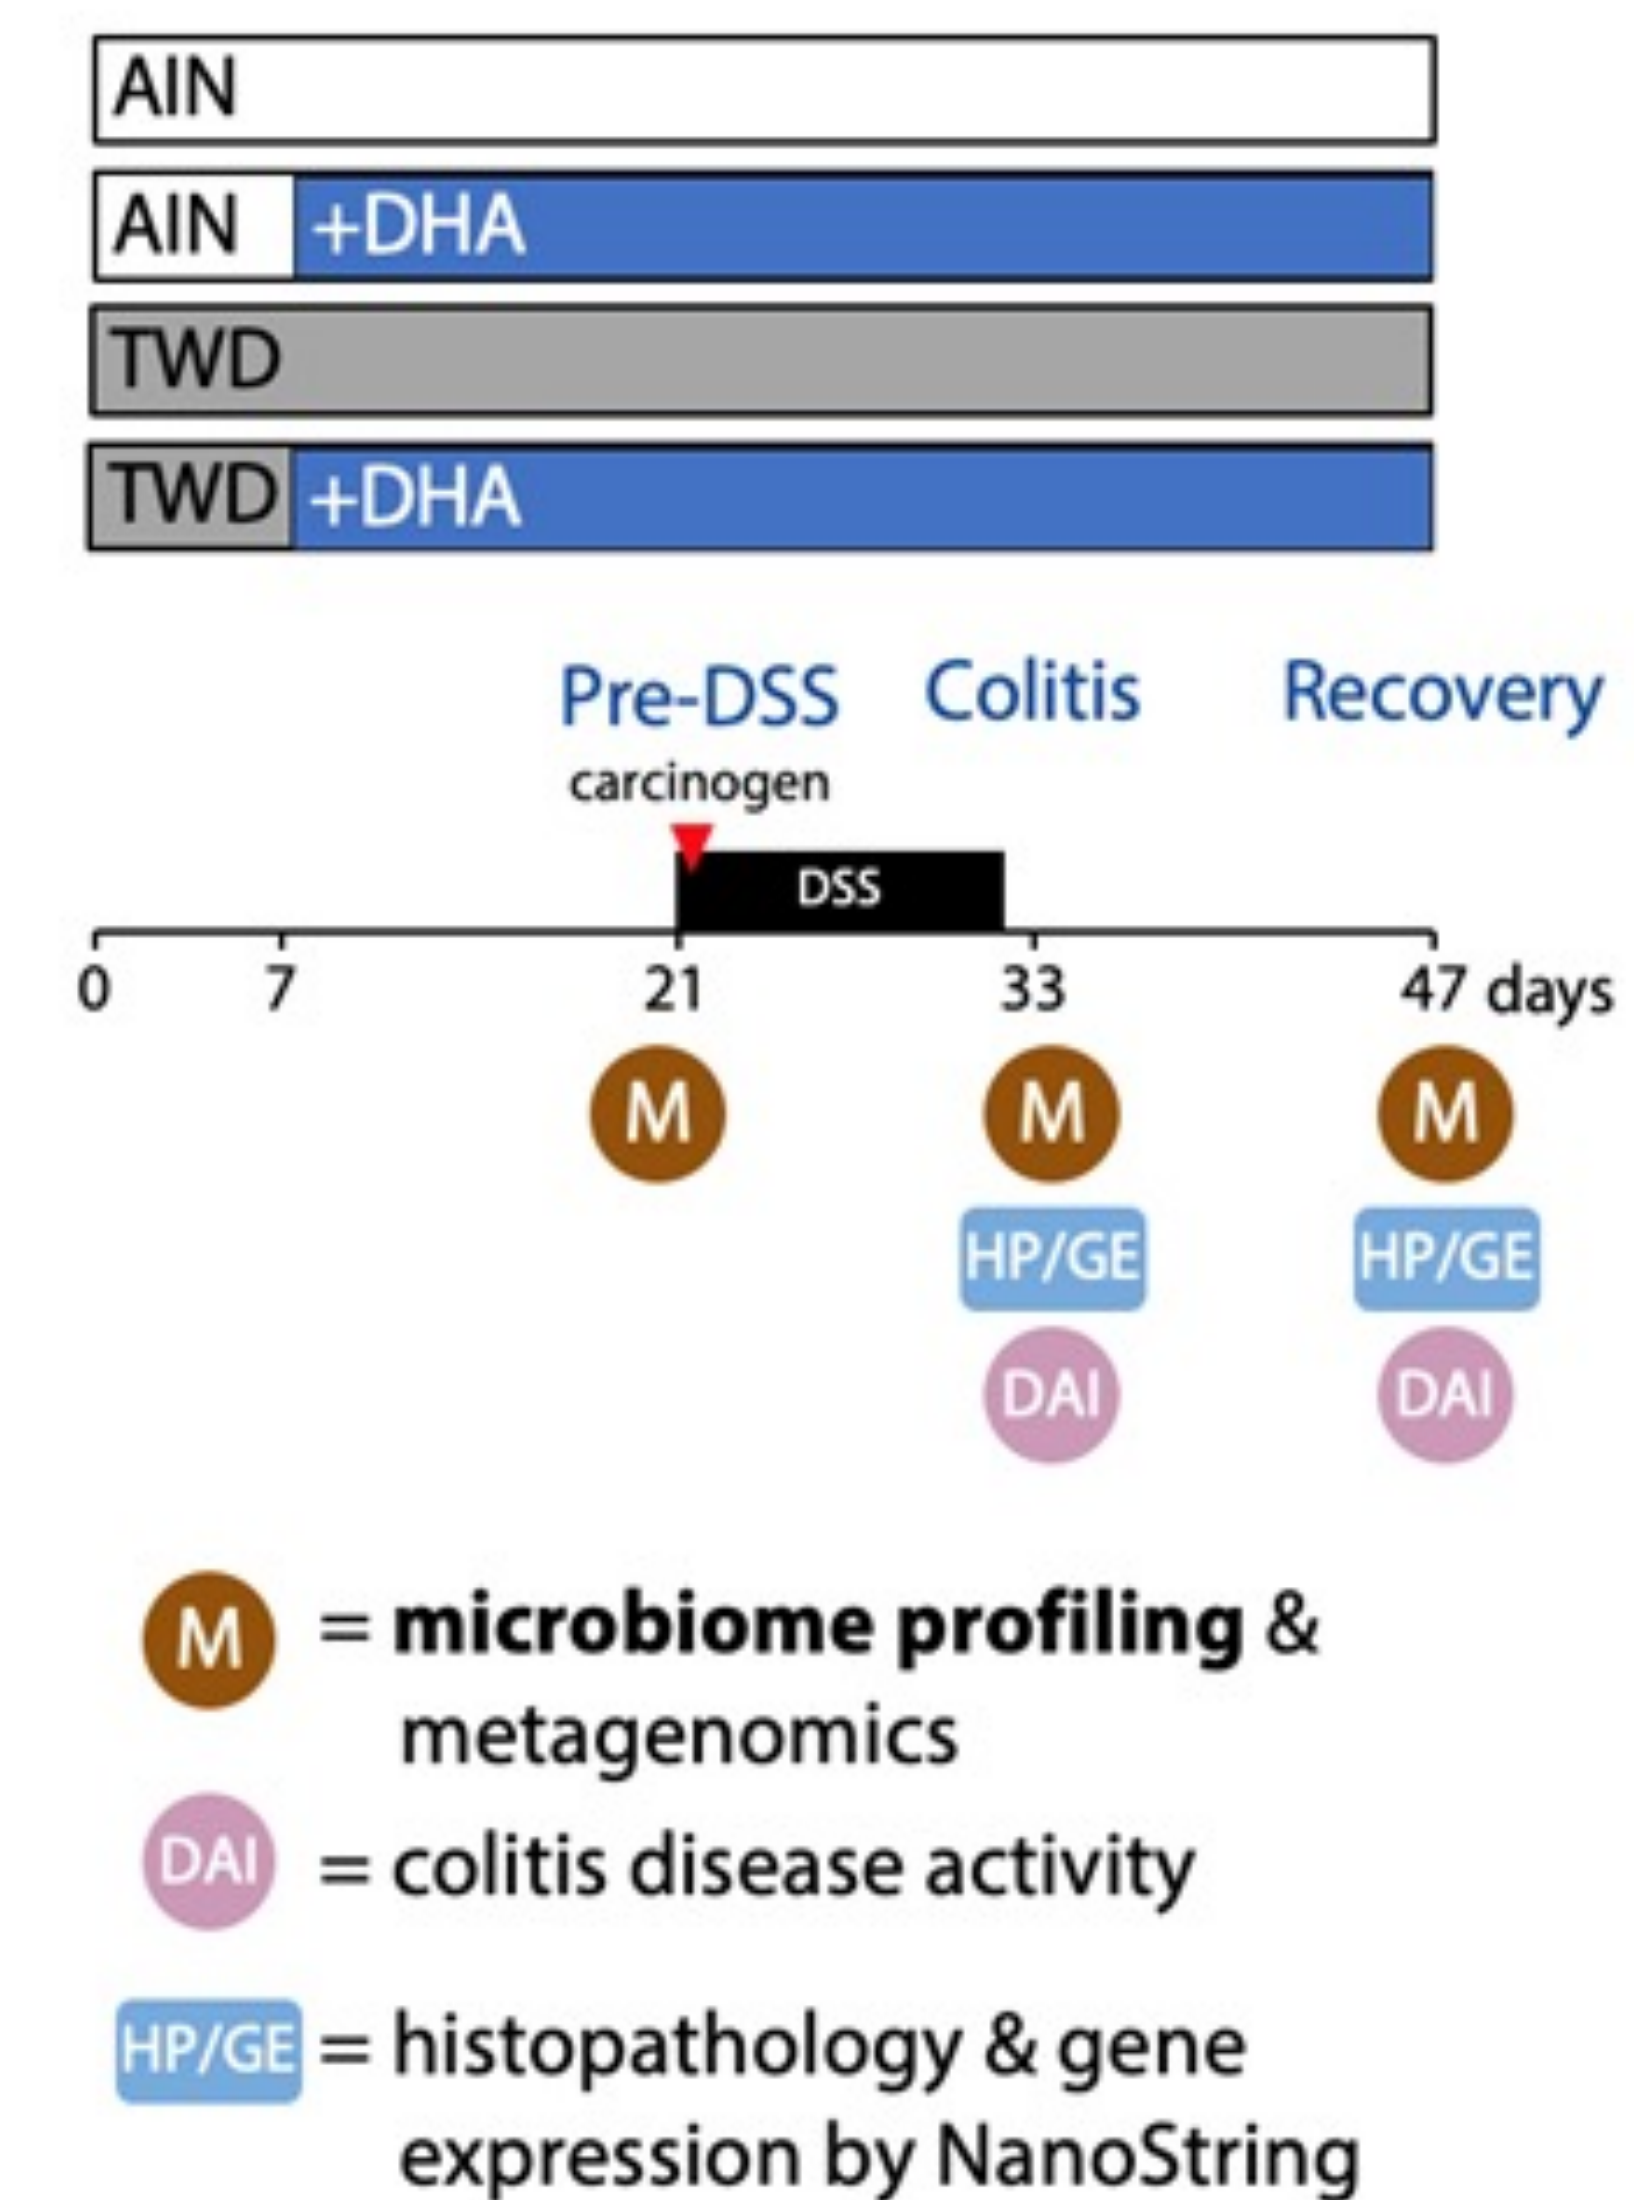 AIN
AIN +DHA
TWD
TWD +DHA
Pre-DSS Colitis Recovery
carcinogen
DSS
0 7 21 33 47 days
M M M
HP/GE HP/GE
DAI DAI
M = microbiome profiling &
metagenomics
DAI = colitis disease activity
HP/GE = histopathology & gene
expression by NanoString